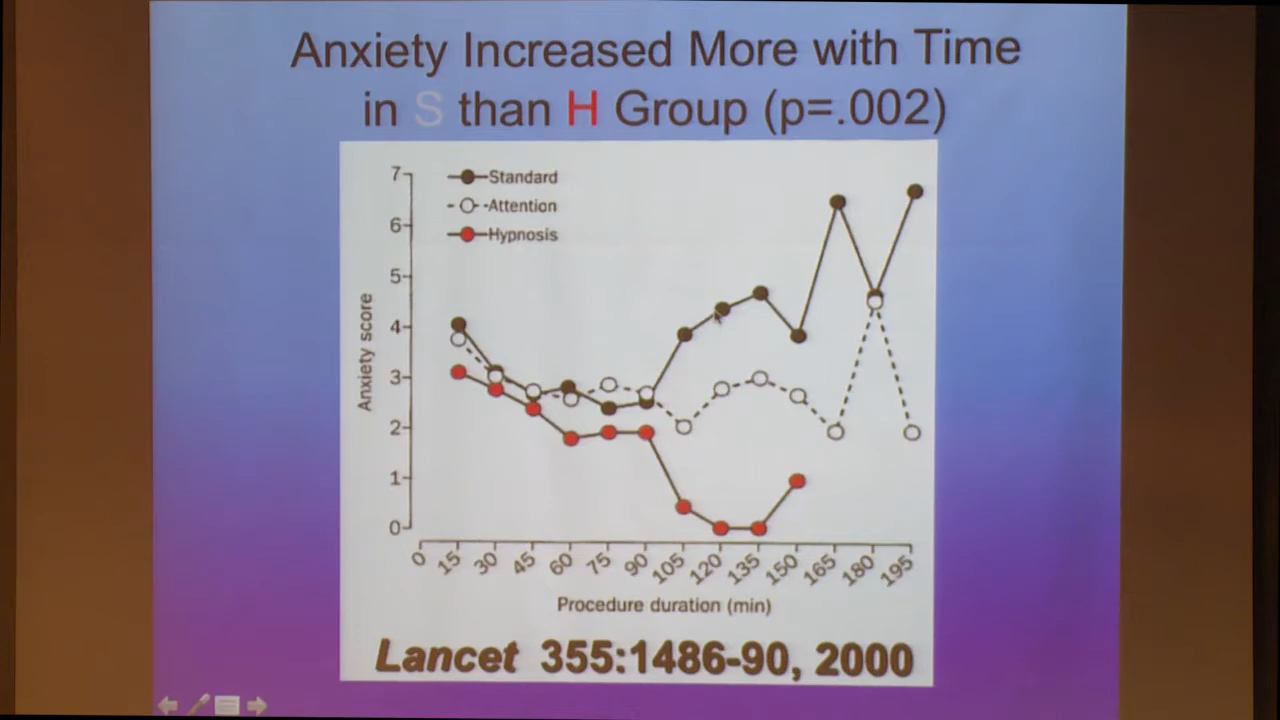 Anxiety Increased More with Time
in S than H Group (p=.002)
Standard
Attention
Hypnosis
7
6
5
4
3
2
1
0
Anxiety score
0 15 30 45 60 75 90 105 120 135 150 165 180 195
Procedure duration (min)
Lancet 355:1486-90, 2000